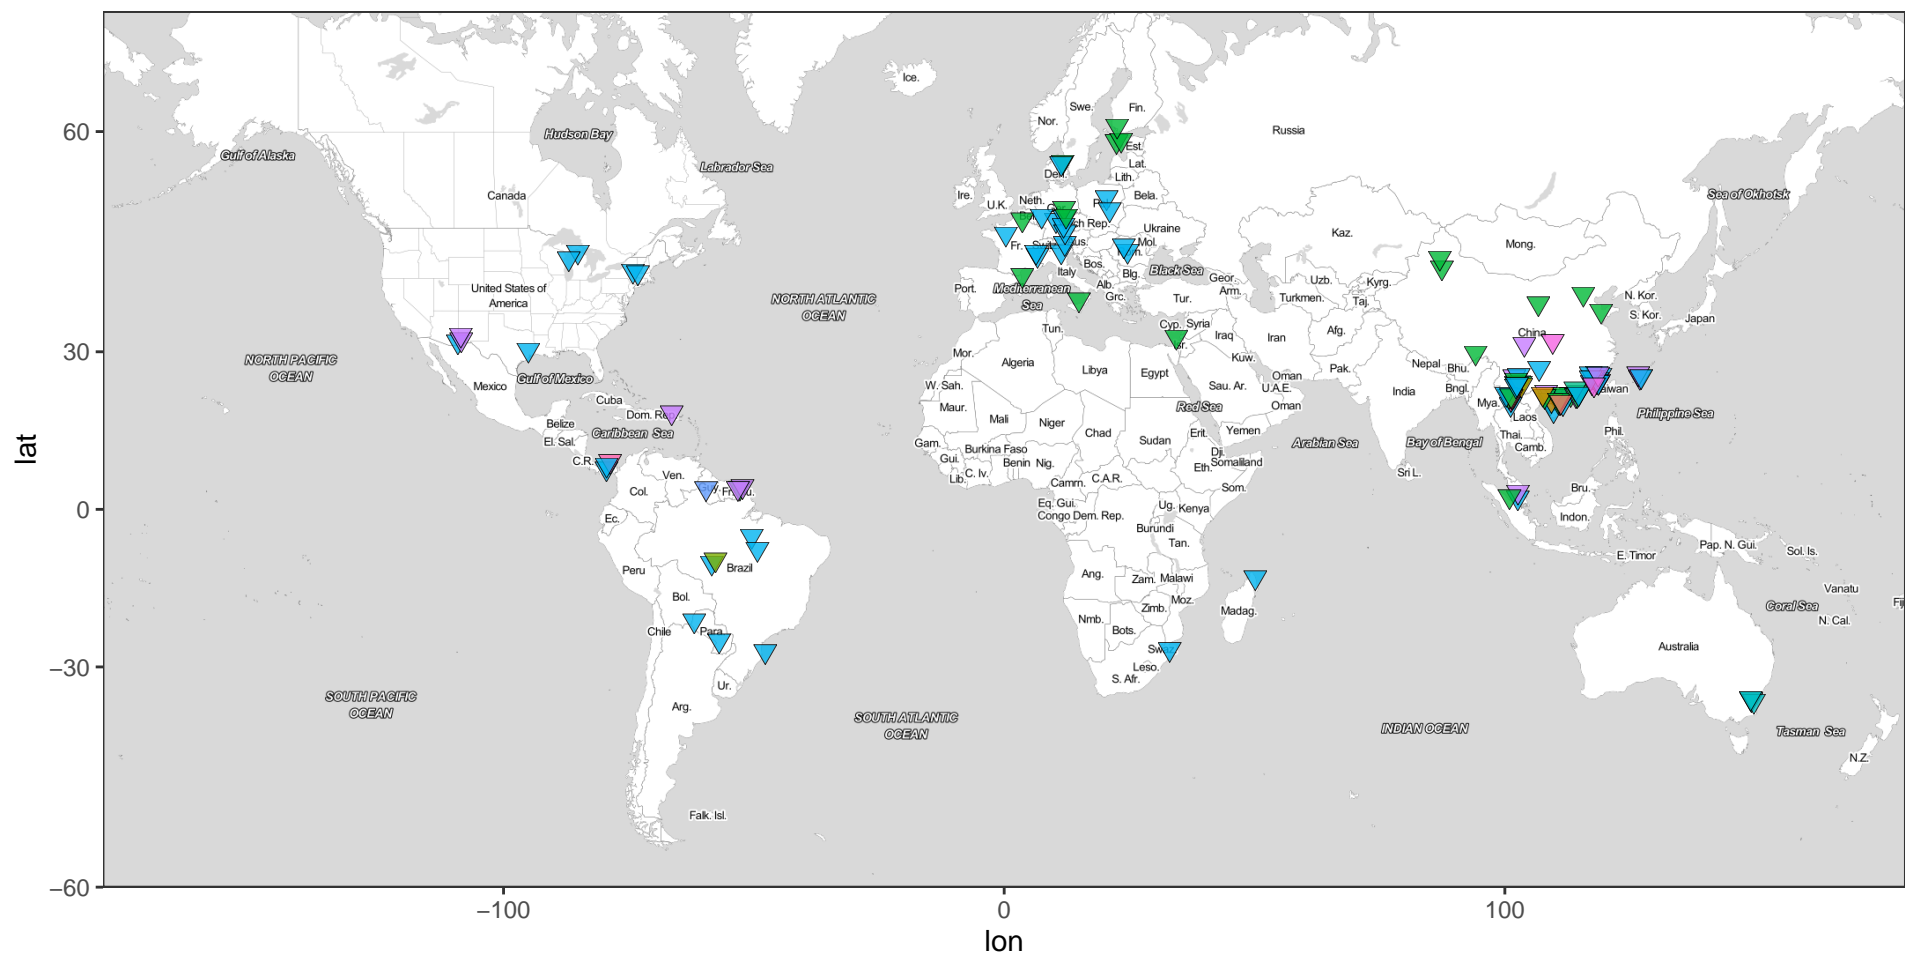 Ice.
Swe.
Fin.
Nor.
Russia
60
Hudson Bay
Est.
Gulf of Alaska
Labrador Sea
Lat.
Lith.
Sea of Okhotsk
Canada
Ire.
U.K.
Neth.
Bela.
Ukraine
Kaz.
Mong.
Fr.
Mol.
Bos.
Italy
Blg.
Black Sea
Geor.
Uzb.
Kyrg.
United States of
America
Port.
Mediterranean
Sea
Alb.
Grc.
Arm.
Tur.
Turkmen.
Taj.
NORTH ATLANTIC
OCEAN
N. Kor.
S. Kor.
Japan
Tun.
Cyp.
Syria
Iraq
Iran
Afg.
China
30
NORTH PACIFIC
OCEAN
Mor.
Algeria
Libya
Egypt
Kuw.
Pak.
Nepal
Bhu.
Mexico
Gulf of Mexico
W. Sah.
Sau. Ar.
Oman
U.A.E.
Oman
India
Bngl.
Mya.
Cuba
Dom. Rep.
Maur.
Mali
Niger
Chad
Sudan
Red Sea
Erit.
Yemen
Arabian Sea
Bay of Bengal
Laos
Thai.
Camb.
Phil.
Philippine Sea
Belize
El. Sal.
Caribbean Sea
Gam.
Gui.
Burkina Faso
Benin
Nig.
Dji.
Somaliland
Eth.
C.R.
Ven.
Col.
Lib.
C. Iv.
Camrn.
C.A.R.
Som.
Sri L.
Bru.
lat
0
Ec.
Eq. Gui.
Congo
Dem. Rep.
Ug.
Kenya
Indon.
Burundi
Tan.
E. Timor
Pap. N. Gui.
Sol. Is.
Peru
Brazil
Ang.
Zam.
Malawi
Moz.
Vanatu
Bol.
Zimb.
Madag.
Coral Sea
Fij
Chile
Para.
Nmb.
Bots.
N. Cal.
Australia
−30
Leso.
S. Afr.
Ur.
SOUTH PACIFIC
OCEAN
Arg.
SOUTH ATLANTIC
OCEAN
INDIAN OCEAN
Tasman Sea
N.Z.
Falk. Isl.
−60
−100
0
100
lon